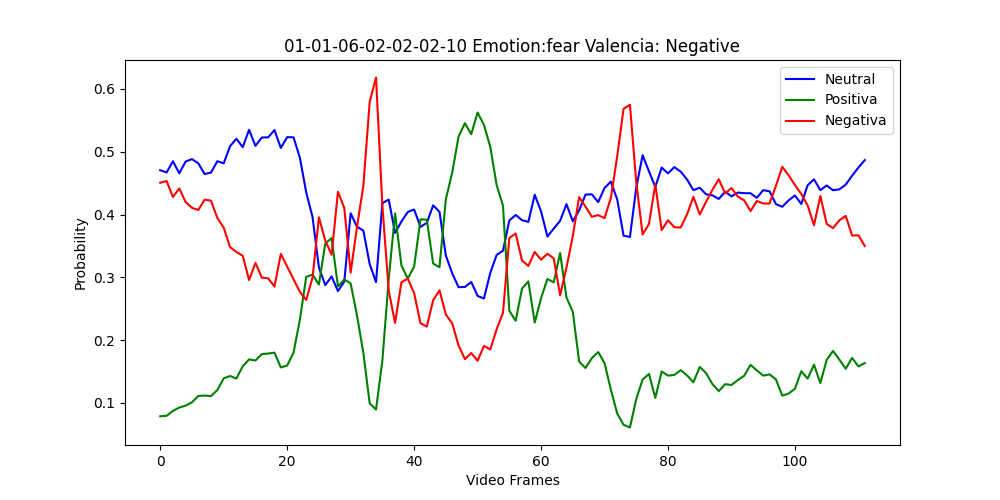 01-01-06-02-02-02-10 Emotion:fear Valencia: Negative
Neutral
Positiva
Negativa
0.6
0.5
0.4
0.3
0.2
0.1
Probability
0
20
40
60
80
100
Video Frames